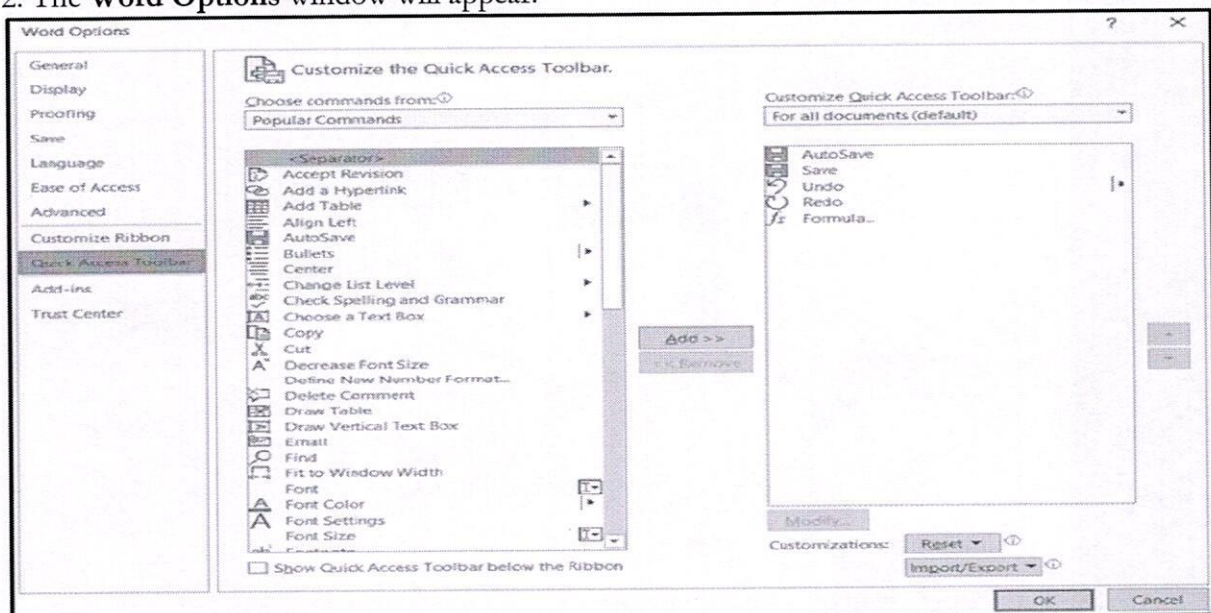 2. The Word Options window will appear.
Word Options
?
General
Display
Proofing
Save
Language
Ease of Access
Advanced
Customize Ribbon
Quick Access Toolbar
Add-ins
Trust Center
Customize the Quick Access Toolbar.
Choose commands from:
Popular Commands
<Separator>
Accept Revision
Add a Hyperlink
Add Table
Align Left
AutoSave
Bullets
Center
Change List Level
Check Spelling and Grammar
Choose a Text Box
Copy
Cut
Decrease Font Size
Define New Number Format...
Delete Comment
Draw Table
Draw Vertical Text Box
Email
Find
Fit to Window Width
Font
Font Color
Font Settings
Font Size
Show Quick Access Toolbar below the Ribbon
Add >>
<< Remove
Customize Quick Access Toolbar:
For all documents (default)
AutoSave
Save
Undo
Redo
fx Formula...
Modify...
Customizations:
Reset
Import/Export
OK
Cancel